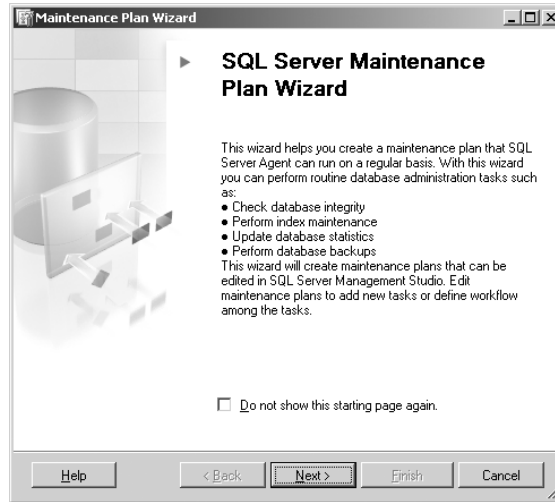 Maintenance Plan Wizard
SQL Server Maintenance
Plan Wizard
This wizard helps you create a maintenance plan that SQL
Server Agent can run on a regular basis. With this wizard
you can perform routine database administration tasks such
as:
● Check database integrity
● Perform index maintenance
● Update database statistics
● Perform database backups
This wizard will create maintenance plans that can be
edited in SQL Server Management Studio. Edit
maintenance plans to add new tasks or define workflow
among the tasks.
Do not show this starting page again.
Help < Back Next > Finish Cancel